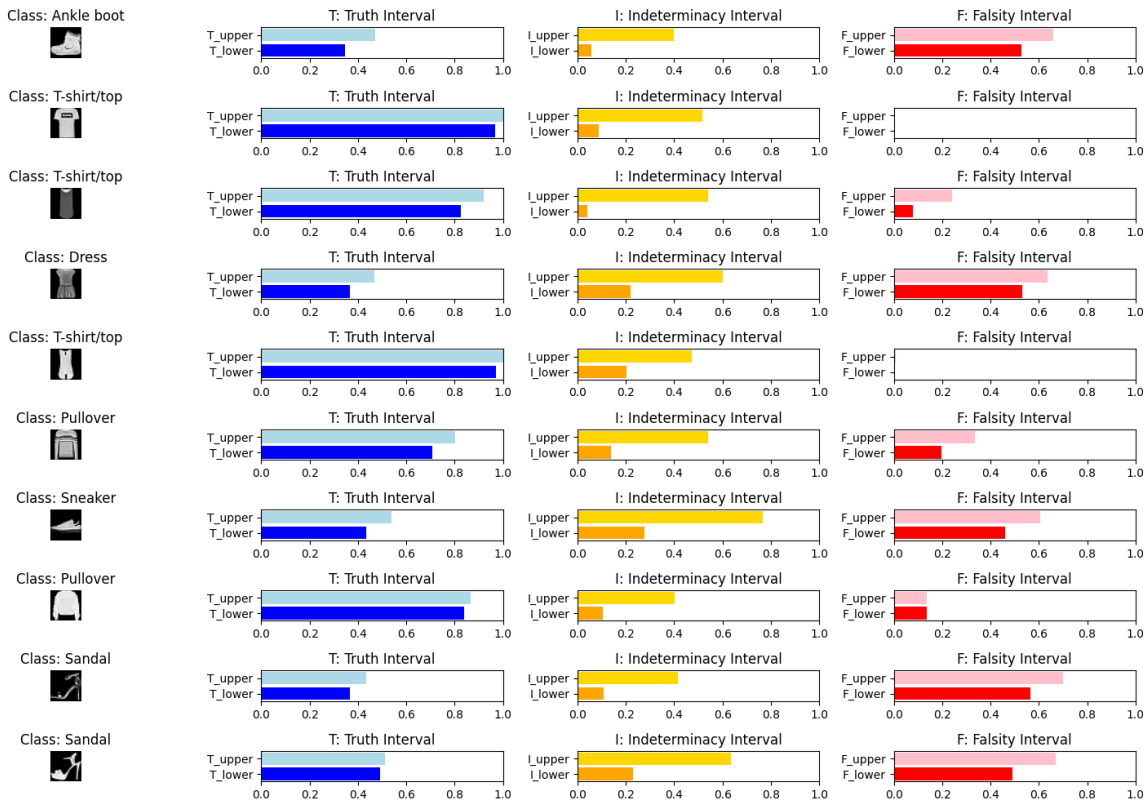 Class: Ankle boot T: Truth Interval I: Indeterminacy Interval F: Falsity Interval
T_upper I_upper F_upper
T_lower I_lower F_lower
0.0 0.2 0.4 0.6 0.8 1.0 0.0 0.2 0.4 0.6 0.8 1.0 0.0 0.2 0.4 0.6 0.8 1.0
Class: T-shirt/top T: Truth Interval I: Indeterminacy Interval F: Falsity Interval
T_upper I_upper F_upper
T_lower I_lower F_lower
0.0 0.2 0.4 0.6 0.8 1.0 0.0 0.2 0.4 0.6 0.8 1.0 0.0 0.2 0.4 0.6 0.8 1.0
Class: T-shirt/top T: Truth Interval I: Indeterminacy Interval F: Falsity Interval
T_upper I_upper F_upper
T_lower I_lower F_lower
0.0 0.2 0.4 0.6 0.8 1.0 0.0 0.2 0.4 0.6 0.8 1.0 0.0 0.2 0.4 0.6 0.8 1.0
Class: Dress T: Truth Interval I: Indeterminacy Interval F: Falsity Interval
T_upper I_upper F_upper
T_lower I_lower F_lower
0.0 0.2 0.4 0.6 0.8 1.0 0.0 0.2 0.4 0.6 0.8 1.0 0.0 0.2 0.4 0.6 0.8 1.0
Class: T-shirt/top T: Truth Interval I: Indeterminacy Interval F: Falsity Interval
T_upper I_upper F_upper
T_lower I_lower F_lower
0.0 0.2 0.4 0.6 0.8 1.0 0.0 0.2 0.4 0.6 0.8 1.0 0.0 0.2 0.4 0.6 0.8 1.0
Class: Pullover T: Truth Interval I: Indeterminacy Interval F: Falsity Interval
T_upper I_upper F_upper
T_lower I_lower F_lower
0.0 0.2 0.4 0.6 0.8 1.0 0.0 0.2 0.4 0.6 0.8 1.0 0.0 0.2 0.4 0.6 0.8 1.0
Class: Sneaker T: Truth Interval I: Indeterminacy Interval F: Falsity Interval
T_upper I_upper F_upper
T_lower I_lower F_lower
0.0 0.2 0.4 0.6 0.8 1.0 0.0 0.2 0.4 0.6 0.8 1.0 0.0 0.2 0.4 0.6 0.8 1.0
Class: Pullover T: Truth Interval I: Indeterminacy Interval F: Falsity Interval
T_upper I_upper F_upper
T_lower I_lower F_lower
0.0 0.2 0.4 0.6 0.8 1.0 0.0 0.2 0.4 0.6 0.8 1.0 0.0 0.2 0.4 0.6 0.8 1.0
Class: Sandal T: Truth Interval I: Indeterminacy Interval F: Falsity Interval
T_upper I_upper F_upper
T_lower I_lower F_lower
0.0 0.2 0.4 0.6 0.8 1.0 0.0 0.2 0.4 0.6 0.8 1.0 0.0 0.2 0.4 0.6 0.8 1.0
Class: Sandal T: Truth Interval I: Indeterminacy Interval F: Falsity Interval
T_upper I_upper F_upper
T_lower I_lower F_lower
0.0 0.2 0.4 0.6 0.8 1.0 0.0 0.2 0.4 0.6 0.8 1.0 0.0 0.2 0.4 0.6 0.8 1.0